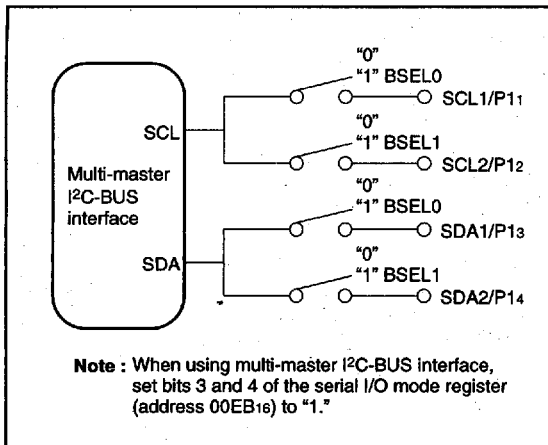 “0”
“1” BSEL0
SCL1/P1₁
SCL
“0”
“1” BSEL1
SCL2/P1₂
Multi-master
I²C-BUS
interface
“0”
“1” BSEL0
SDA1/P1₃
SDA
“0”
“1” BSEL1
SDA2/P1₄
Note : When using multi-master I²C-BUS interface,
set bits 3 and 4 of the serial I/O mode register
(address 00EB₁₆) to “1.”